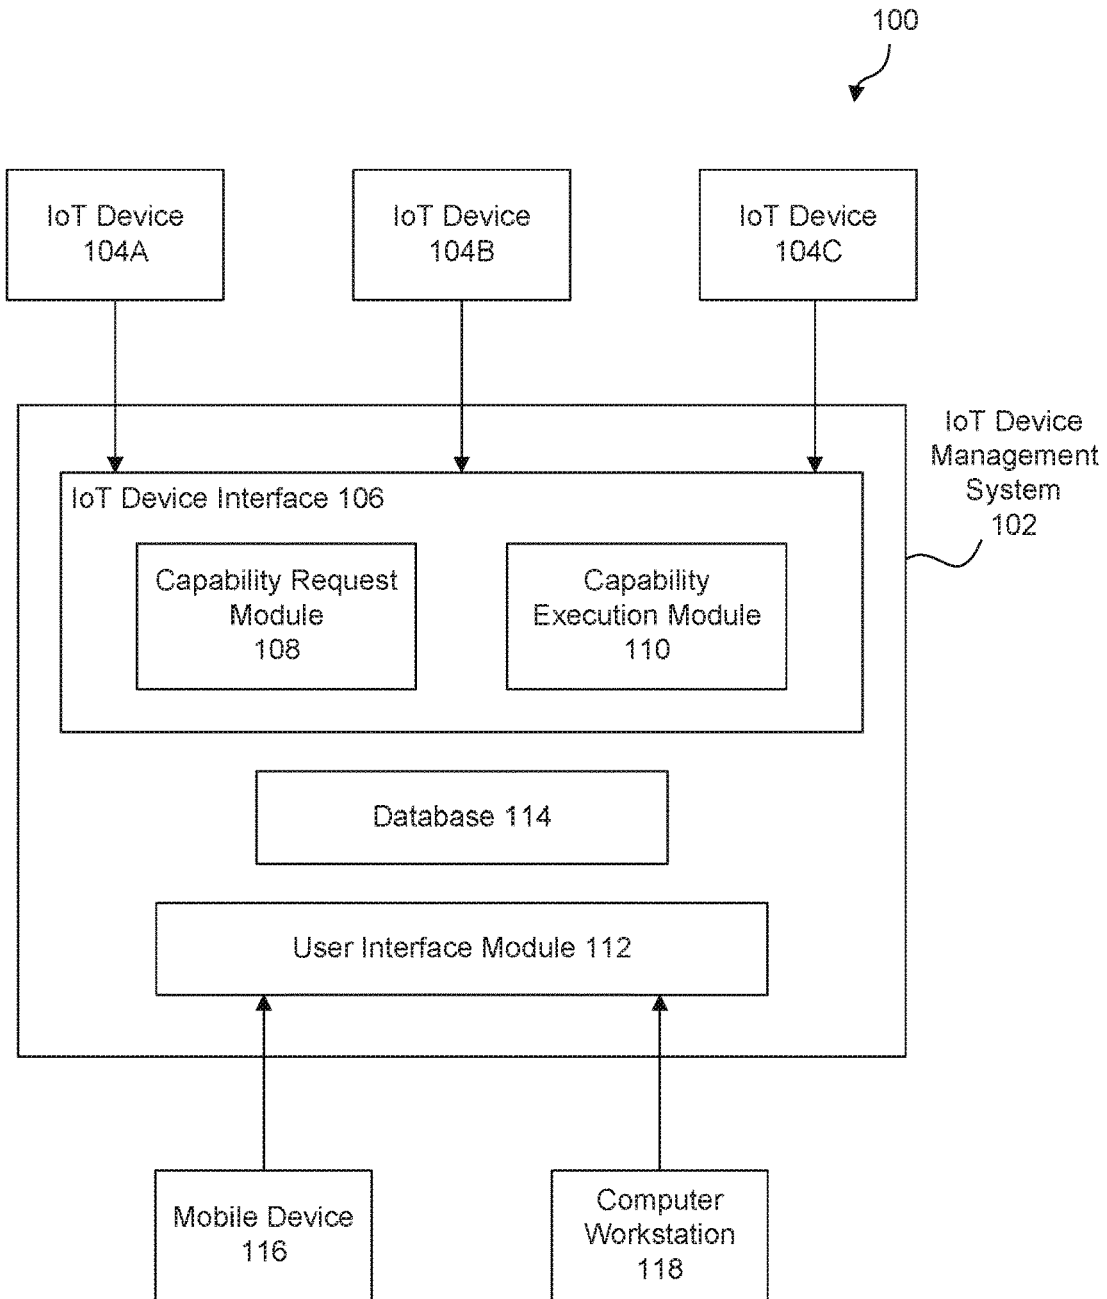 100
IoT Device
104A
IoT Device
104B
IoT Device
104C
IoT Device
Management
System
102
IoT Device Interface 106
Capability Request
Module
108
Capability
Execution Module
110
Database 114
User Interface Module 112
Mobile Device
116
Computer
Workstation
118